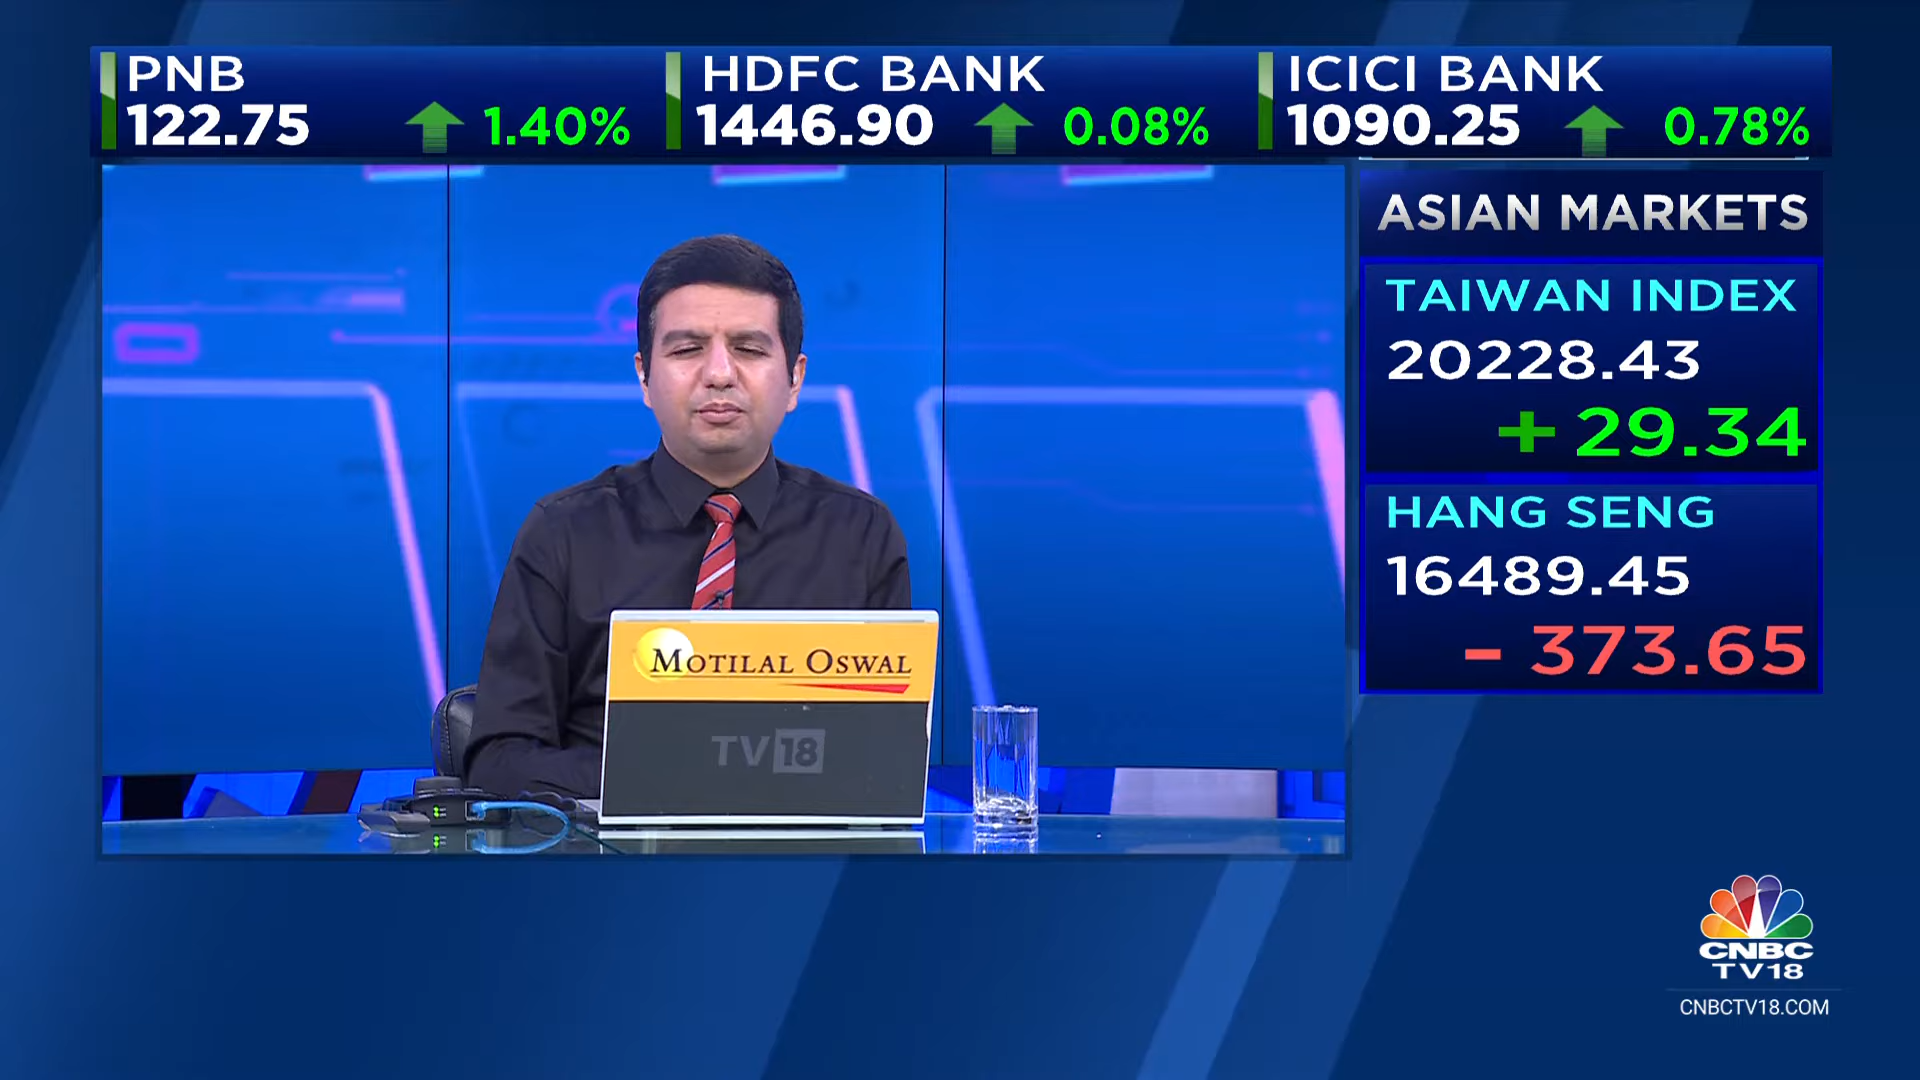 PNB
122.75 1.40%
HDFC BANK
1446.90 0.08%
ICICI BANK
1090.25 0.78%
ASIAN MARKETS
TAIWAN INDEX
20228.43
+ 29.34
HANG SENG
16489.45
- 373.65
MOTILAL OSWAL
TV18
CNBC
TV18
CNBCTV18.COM